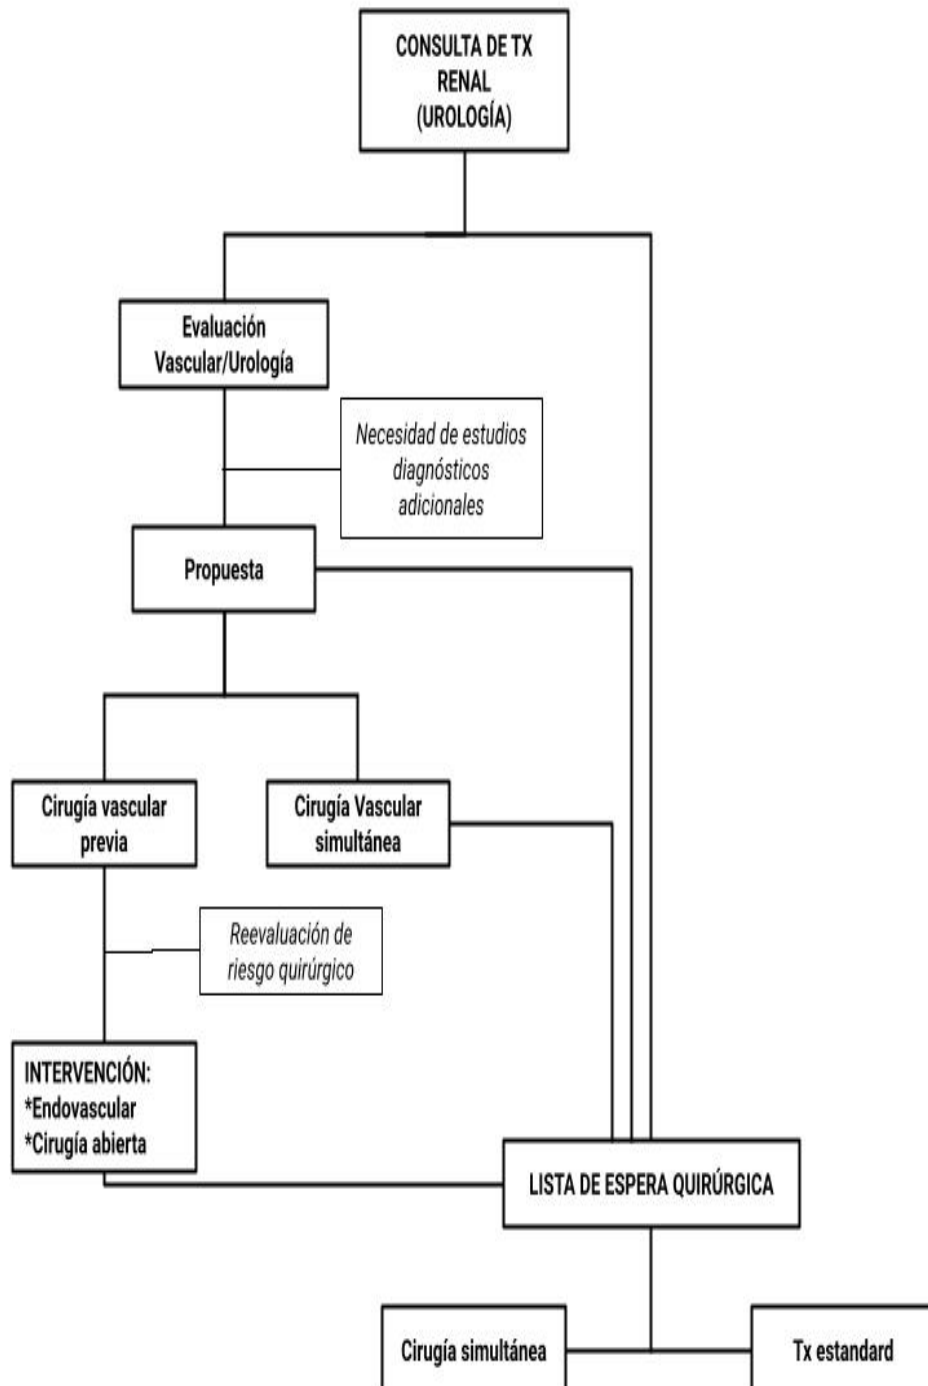 CONSULTA DE TX
RENAL
(UROLOGÍA)
Evaluación
Vascular/Urología
Necesidad de estudios
diagnósticos
adicionales
Propuesta
Cirugía vascular
previa
Cirugía Vascular
simultánea
Reevaluación de
riesgo quirúrgico
INTERVENCIÓN:
*Endovascular
*Cirugía abierta
LISTA DE ESPERA QUIRÚRGICA
Cirugía simultánea
Tx estandard